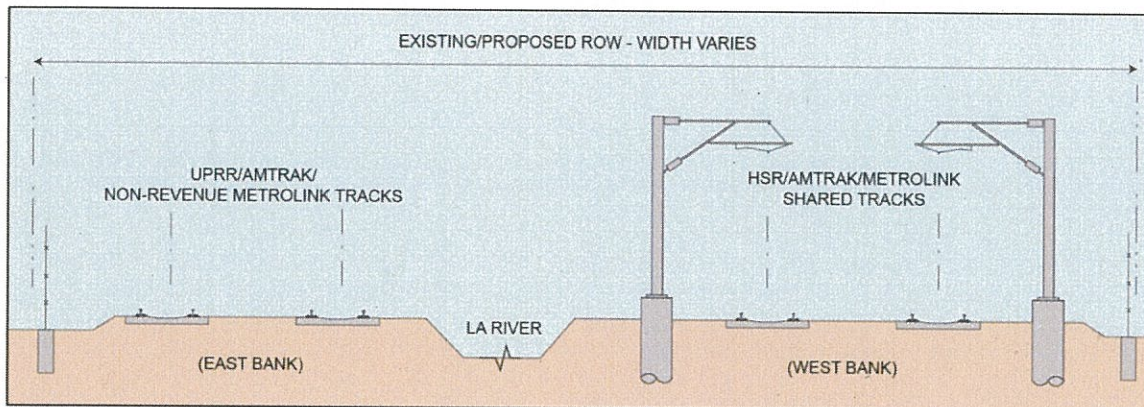 EXISTING/PROPOSED ROW - WIDTH VARIES
UPRR/AMTRAK/
NON-REVENUE METROLINK TRACKS
HSR/AMTRAK/METROLINK
SHARED TRACKS
LA RIVER
(EAST BANK)
(WEST BANK)